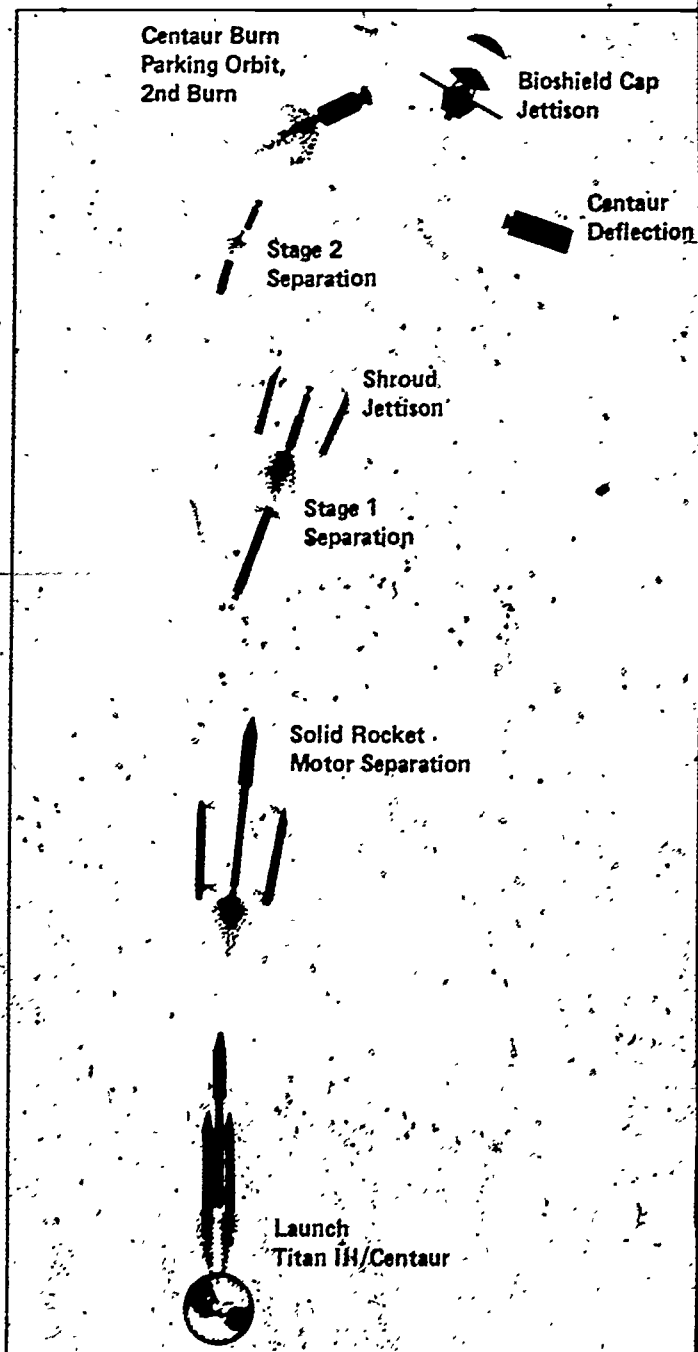 Centaur Burn
Parking Orbit,
2nd Burn
Bioshield Cap
Jettison
Centaur
Deflection
Stage 2
Separation
Shroud
Jettison
Stage 1
Separation
Solid Rocket
Motor Separation
Launch
Titan IH/Centaur